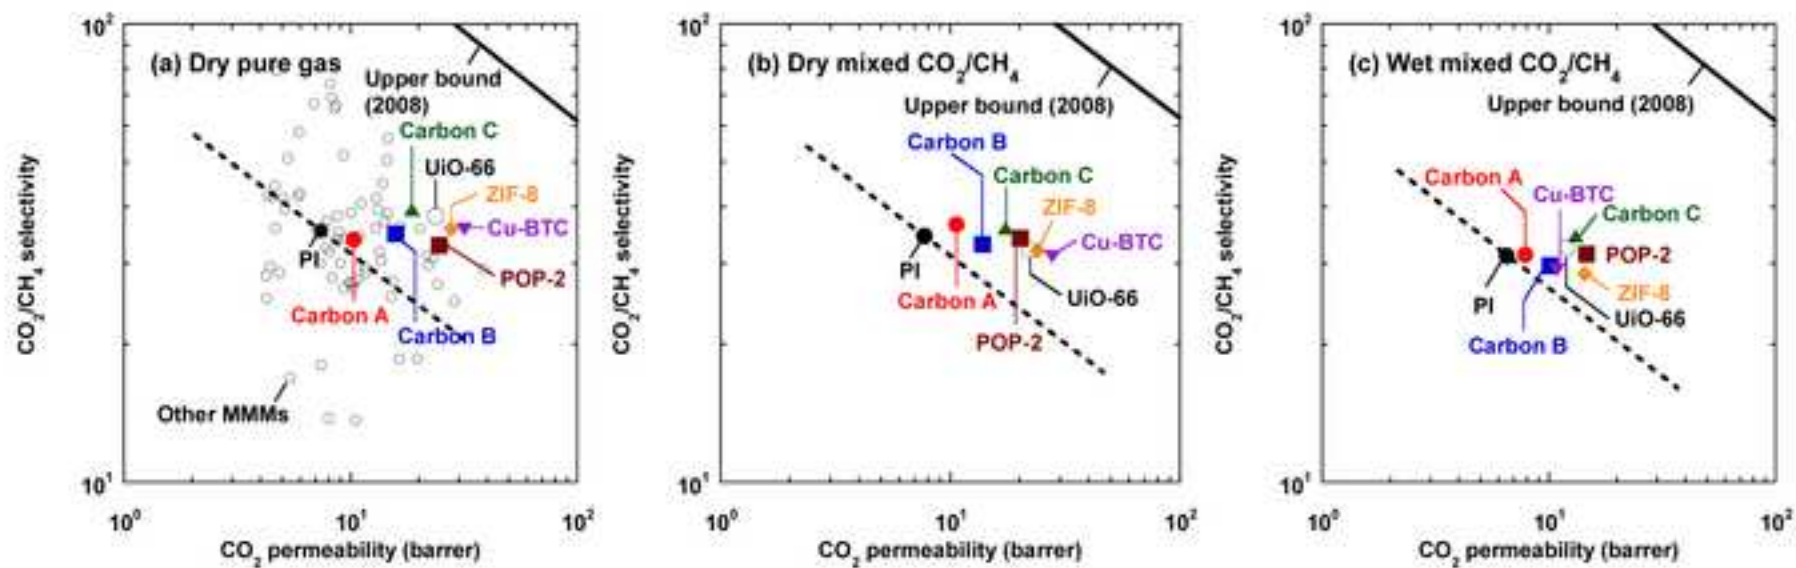 (a) Dry pure gas
Upper bound
(2008)
Carbon C
UiO-66
ZIF-8
Cu-BTC
POP-2
PI
Carbon A
Carbon B
Other MMMs
CO₂/CH₄ selectivity
10²
10¹
10⁰
10¹
10²
CO₂ permeability (barrer)
(b) Dry mixed CO₂/CH₄
Upper bound (2008)
Carbon B
Carbon C
ZIF-8
Cu-BTC
PI
UiO-66
Carbon A
POP-2
CO₂/CH₄ selectivity
10²
10¹
10⁰
10¹
10²
CO₂ permeability (barrer)
(c) Wet mixed CO₂/CH₄
Upper bound (2008)
Carbon A
Cu-BTC
Carbon C
POP-2
ZIF-8
PI
UiO-66
Carbon B
CO₂/CH₄ selectivity
10²
10¹
10⁰
10¹
10²
CO₂ permeability (barrer)